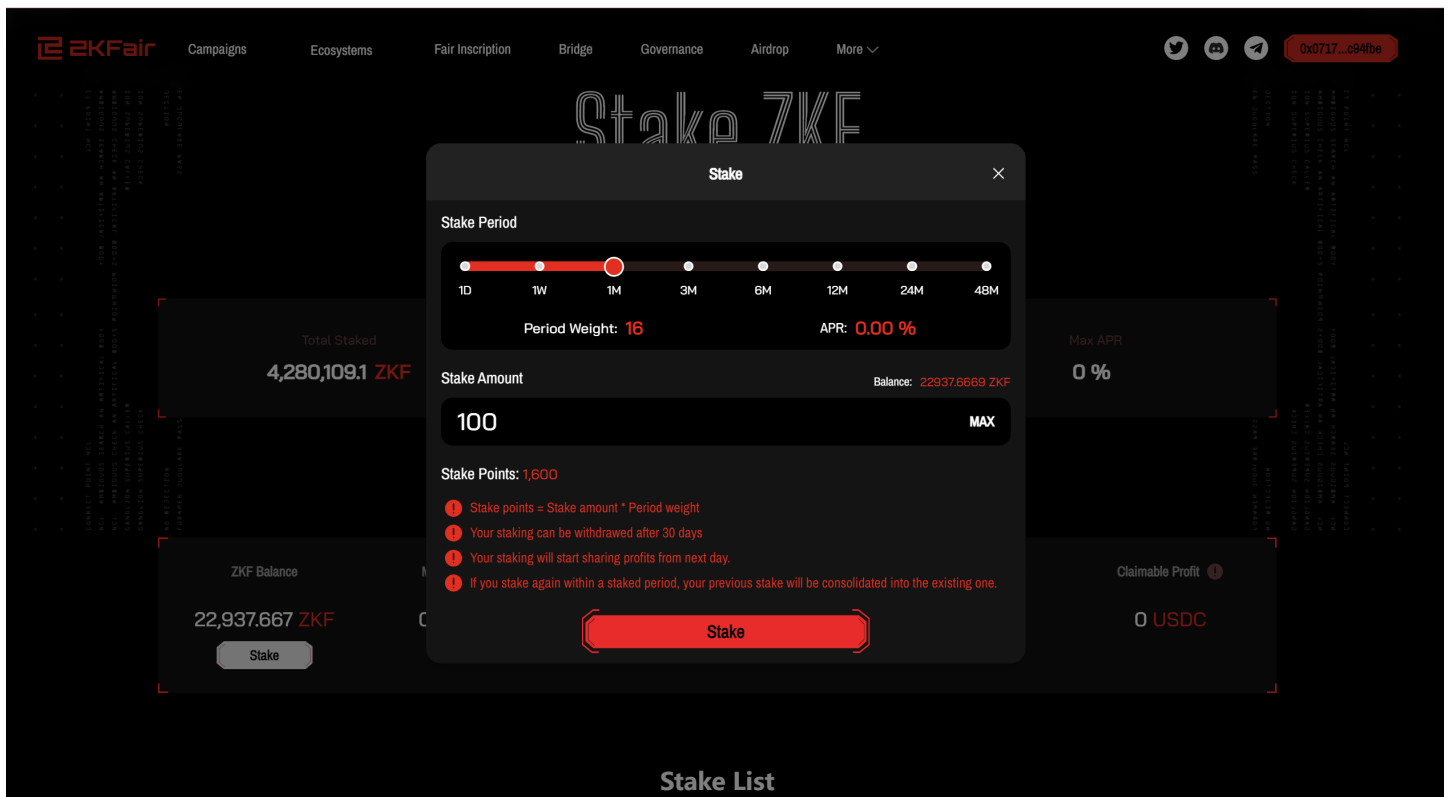 ZKFair
Campaigns
Ecosystems
Fair Inscription
Bridge
Governance
Airdrop
More
0x0717...c94fbe
Stake ZKF
Stake
Stake Period
1D
1W
1M
3M
6M
12M
24M
48M
Period Weight: 16
APR: 0.00 %
Total Staked
4,280,109.1 ZKF
Max APR
0 %
Stake Amount
Balance: 22937.6669 ZKF
100
MAX
Stake Points: 1,600
Stake points = Stake amount * Period weight
Your staking can be withdrawed after 30 days
Your staking will start sharing profits from next day.
If you stake again within a staked period, your previous stake will be consolidated into the existing one.
Stake
ZKF Balance
22,937.667 ZKF
Stake
Claimable Profit
0 USDC
Stake List